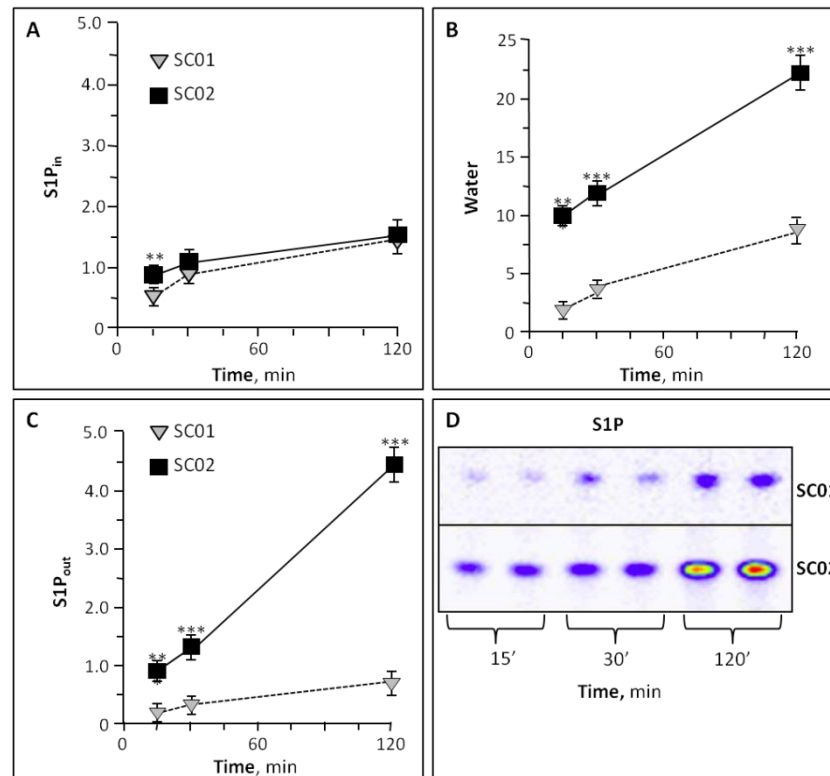 A
5.0
4.0
3.0
2.0
1.0
0
S1Pin
SC01
SC02
**
0
60
120
Time, min
B
25
20
15
10
5
0
Water
**
*
***
***
0
60
120
Time, min
C
5.0
4.0
3.0
2.0
1.0
0
S1Pout
SC01
SC02
**
*
***
***
0
60
120
Time, min
D
S1P
SC01
SC02
15′ 30′ 120′
Time, min